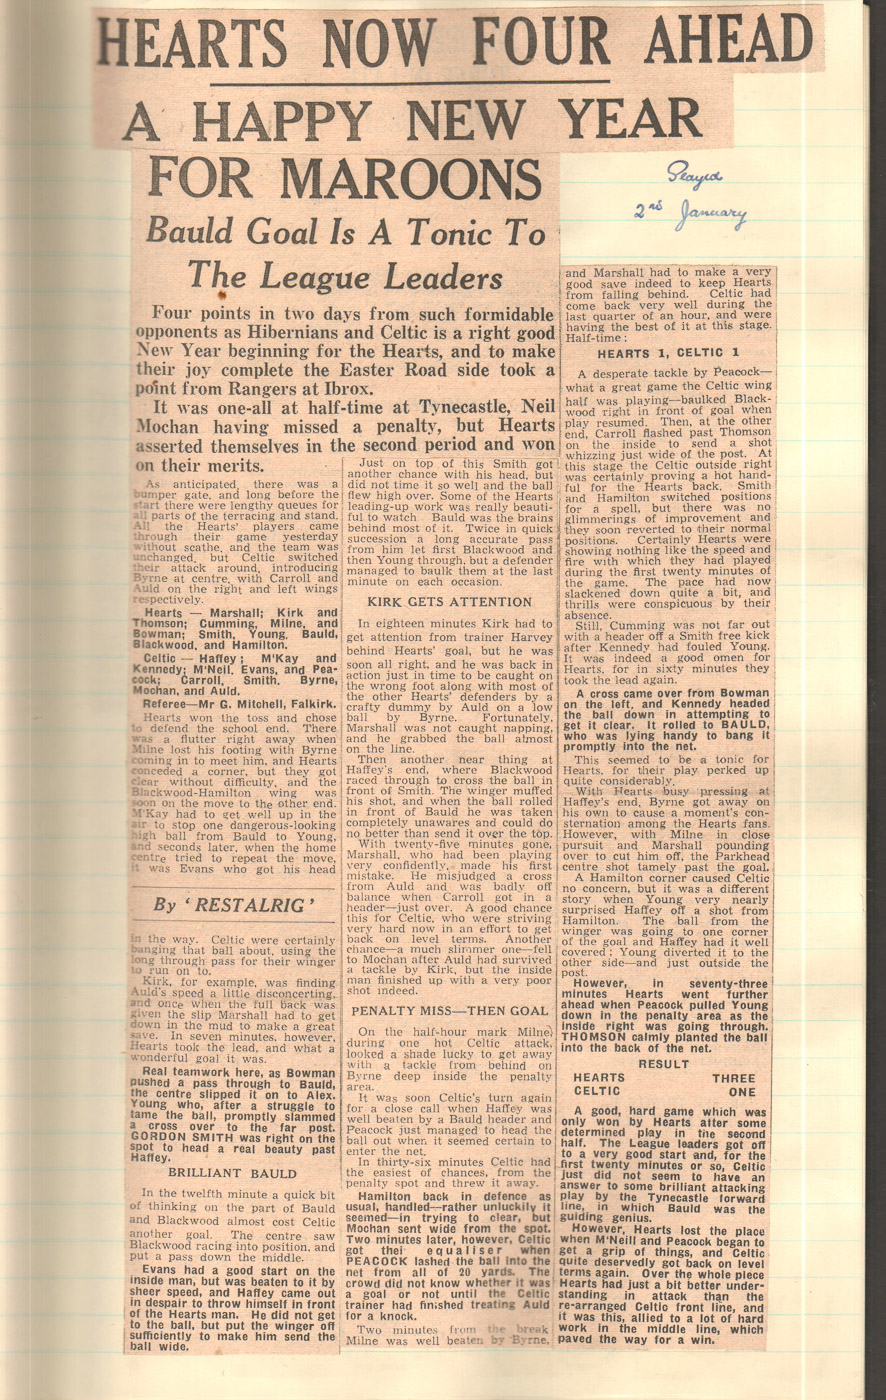 HEARTS NOW FOUR AHEAD
A HAPPY NEW YEAR
FOR MAROONS
Bauld Goal Is A Tonic To
The League Leaders
Played
2nd January
Four points in two days from such formidable
opponents as Hibernians and Celtic is a right good
New Year beginning for the Hearts, and to make
their joy complete the Easter Road side took a
point from Rangers at Ibrox.
It was one-all at half-time at Tynecastle, Neil
Mochan having missed a penalty, but Hearts
asserted themselves in the second period and won
on their merits.
As anticipated, there was a
bumper gate, and long before the
start there were lengthy queues for
all parts of the terracing and stand.
All the Hearts' players came
through their game yesterday
without scathe, and the team was
unchanged, but Celtic switched
their attack around, introducing
Byrne at centre, with Carroll and
Auld on the right and left wings
respectively.
Hearts — Marshall; Kirk and
Thomson; Cumming, Milne, and
Bowman; Smith, Young, Bauld,
Blackwood, and Hamilton.
Celtic — Haffey; M'Kay and
Kennedy; M'Neil, Evans, and Pea-
cock; Carroll, Smith, Byrne,
Mochan, and Auld.
Referee—Mr G. Mitchell, Falkirk.
Hearts won the toss and chose
to defend the school end. There
was a flutter right away when
Milne lost his footing with Byrne
coming in to meet him, and Hearts
conceded a corner, but they got
clear without difficulty, and the
Blackwood-Hamilton wing was
soon on the move to the other end.
M'Kay had to get well up in the
air to stop one dangerous-looking
high ball from Bauld to Young,
and seconds later, when the home
centre tried to repeat the move,
it was Evans who got his head
By 'RESTALRIG'
in the way. Celtic were certainly
banging that ball about, using the
long through pass for their winger
to run on to.
Kirk, for example, was finding
Auld's speed a little disconcerting,
and once when the full back was
given the slip Marshall had to get
down in the mud to make a great
save. In seven minutes, however,
Hearts took the lead, and what a
wonderful goal it was.
Real teamwork here, as Bowman
pushed a pass through to Bauld,
the centre slipped it on to Alex.
Young who, after a struggle to
tame the ball, promptly slammed
a cross over to the far post.
GORDON SMITH was right on the
spot to head a real beauty past
Haffey.
BRILLIANT BAULD
In the twelfth minute a quick bit
of thinking on the part of Bauld
and Blackwood almost cost Celtic
another goal. The centre saw
Blackwood racing into position, and
put a pass down the middle.
Evans had a good start on the
inside man, but was beaten to it by
sheer speed, and Haffey came out
in despair to throw himself in front
of the Hearts man. He did not get
to the ball, but put the winger off
sufficiently to make him send the
ball wide.
Just on top of this Smith got
another chance with his head, but
did not time it so well and the ball
flew high over. Some of the Hearts
leading-up work was really beauti-
ful to watch. Bauld was the brains
behind most of it. Twice in quick
succession a long accurate pass
from him let first Blackwood and
then Young through, but a defender
managed to baulk them at the last
minute on each occasion.
KIRK GETS ATTENTION
In eighteen minutes Kirk had to
get attention from trainer Harvey
behind Hearts' goal, but he was
soon all right, and he was back in
action just in time to be caught on
the wrong foot along with most of
the other Hearts' defenders by a
crafty dummy by Auld on a low
ball by Byrne. Fortunately,
Marshall was not caught napping,
and he grabbed the ball almost
on the line.
Then another near thing at
Haffey's end, where Blackwood
raced through to cross the ball in
front of Smith. The winger muffed
his shot, and when the ball rolled
in front of Bauld he was taken
completely unawares and could do
no better than send it over the top.
With twenty-five minutes gone,
Marshall, who had been playing
very confidently, made his first
mistake. He misjudged a cross
from Auld and was badly off
balance when Carroll got in a
header—just over. A good chance
this for Celtic, who were striving
very hard now in an effort to get
back on level terms. Another
chance—a much slimmer one—fell
to Mochan after Auld had survived
a tackle by Kirk, but the inside
man finished up with a very poor
shot indeed.
PENALTY MISS—THEN GOAL
On the half-hour mark Milne,
during one hot Celtic attack,
looked a shade lucky to get away
with a tackle from behind on
Byrne deep inside the penalty
area.
It was soon Celtic's turn again
for a close call when Haffey was
well beaten by a Bauld header and
Peacock just managed to head the
ball out when it seemed certain to
enter the net.
In thirty-six minutes Celtic had
the easiest of chances, from the
penalty spot and threw it away.
Hamilton back in defence as
usual, handled—rather unluckily it
seemed—in trying to clear, but
Mochan sent wide from the spot.
Two minutes later, however, Celtic
got thei equaliser when
PEACOCK lashed the ball into the
net from all of 20 yards. The
crowd did not know whether it was
a goal or not until the Celtic
trainer had finished treating Auld
for a knock.
Two minutes from the break
Milne was well beaten by Byrne,
and Marshall had to make a very
good save indeed to keep Hearts
from falling behind. Celtic had
come back very well during the
last quarter of an hour, and were
having the best of it at this stage.
Half-time:
HEARTS 1, CELTIC 1
A desperate tackle by Peacock—
what a great game the Celtic wing
half was playing—baulked Black-
wood right in front of goal when
play resumed. Then, at the other
end, Carroll flashed past Thomson
on the inside to send a shot
whizzing just wide of the post. At
this stage the Celtic outside right
was certainly proving a hot hand-
ful for the Hearts back. Smith
and Hamilton switched positions
for a spell, but there was no
glimmerings of improvement and
they soon reverted to their normal
positions. Certainly Hearts were
showing nothing like the speed and
fire with which they had played
during the first twenty minutes of
the game. The pace had now
slackened down quite a bit, and
thrills were conspicuous by their
absence.
Still, Cumming was not far out
with a header off a Smith free kick
after Kennedy had fouled Young.
It was indeed a good omen for
Hearts, for in sixty minutes they
took the lead again.
A cross came over from Bowman
on the left, and Kennedy headed
the ball down in attempting to
get it clear. It rolled to BAULD,
who was lying handy to bang it
promptly into the net.
This seemed to be a tonic for
Hearts, for their play perked up
quite considerably.
With Hearts busy pressing at
Haffey's end, Byrne got away on
his own to cause a moment's con-
sternation among the Hearts fans.
However, with Milne in close
pursuit and Marshall pounding
over to cut him off, the Parkhead
centre shot tamely past the goal.
A Hamilton corner caused Celtic
no concern, but it was a different
story when Young very nearly
surprised Haffey off a shot from
Hamilton. The ball from the
winger was going to one corner
of the goal and Haffey had it well
covered; Young diverted it to the
other side—and just outside the
post.
However, in seventy-three
minutes Hearts went further
ahead when Peacock pulled Young
down in the penalty area as the
inside right was going through.
THOMSON calmly planted the ball
into the back of the net.
RESULT
HEARTS THREE
CELTIC ONE
A good, hard game which was
only won by Hearts after some
determined play in the second
half. The League leaders got off
to a very good start and, for the
first twenty minutes or so, Celtic
just did not seem to have an
answer to some brilliant attacking
play by the Tynecastle forward
line, in which Bauld was the
guiding genius.
However, Hearts lost the place
when M'Neill and Peacock began to
get a grip of things, and Celtic
quite deservedly got back on level
terms again. Over the whole piece
Hearts had just a bit better under-
standing in attack than the
re-arranged Celtic front line, and
it was this, allied to a lot of hard
work in the middle line, which
paved the way for a win.